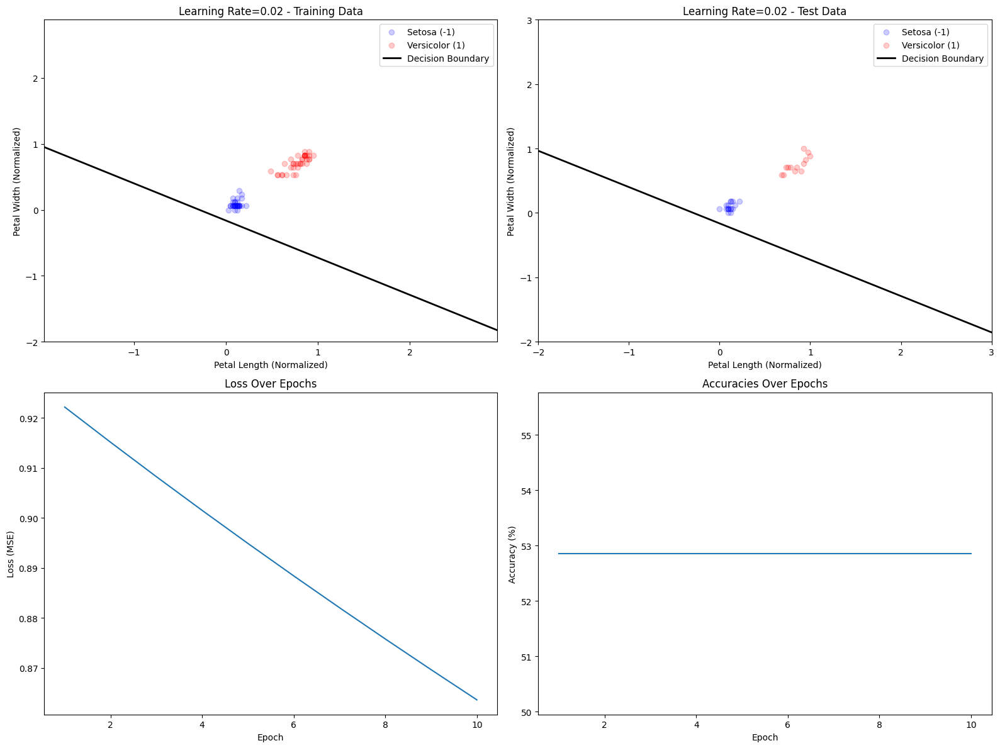 Learning Rate=0.02 - Training Data
Setosa (-1)
Versicolor (1)
Decision Boundary
2
1
0
−1
−2
Petal Width (Normalized)
−1
0
1
2
Petal Length (Normalized)
Learning Rate=0.02 - Test Data
Setosa (-1)
Versicolor (1)
Decision Boundary
3
2
1
0
−1
−2
Petal Width (Normalized)
−2
−1
0
1
2
3
Petal Length (Normalized)
Loss Over Epochs
0.92
0.91
0.90
0.89
0.88
0.87
Loss (MSE)
2
4
6
8
10
Epoch
Accuracies Over Epochs
55
54
53
52
51
50
Accuracy (%)
2
4
6
8
10
Epoch